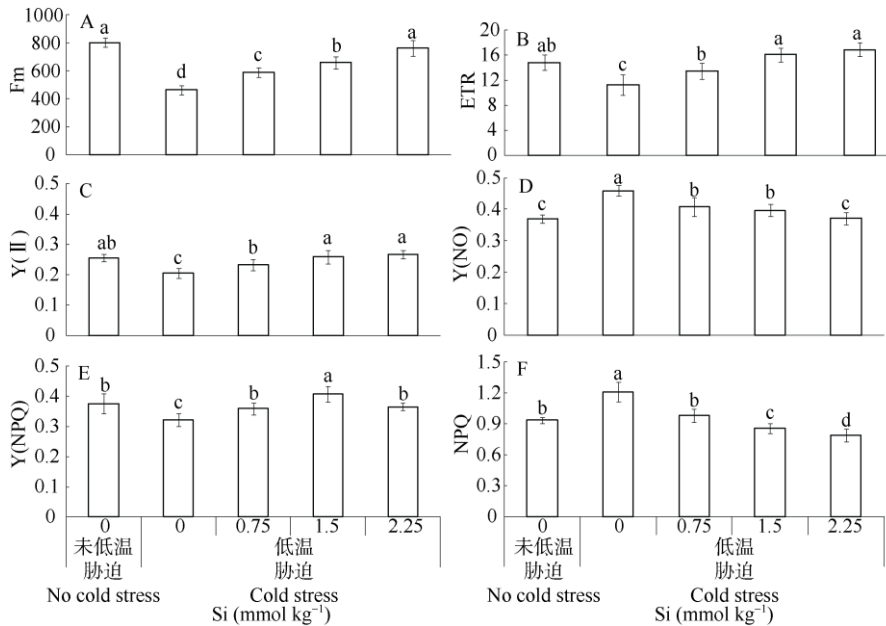 A
Fm
1000
800
600
400
200
0
a
d
c
b
a
B
ETR
20
16
12
8
4
0
ab
c
b
a
a
C
Y(Ⅱ)
0.5
0.4
0.3
0.2
0.1
0
ab
c
b
a
a
D
Y(NO)
0.5
0.4
0.3
0.2
0.1
0
c
a
b
b
c
E
Y(NPQ)
0.5
0.4
0.3
0.2
0.1
0
b
c
b
a
b
F
NPQ
1.5
1.2
0.9
0.6
0.3
0
b
a
b
c
d
0 0 0.75 1.5 2.25
未低温 低温
胁迫 胁迫
No cold stress Cold stress
Si (mmol kg⁻¹)
0 0 0.75 1.5 2.25
未低温 低温
胁迫 胁迫
No cold stress Cold stress
Si (mmol kg⁻¹)